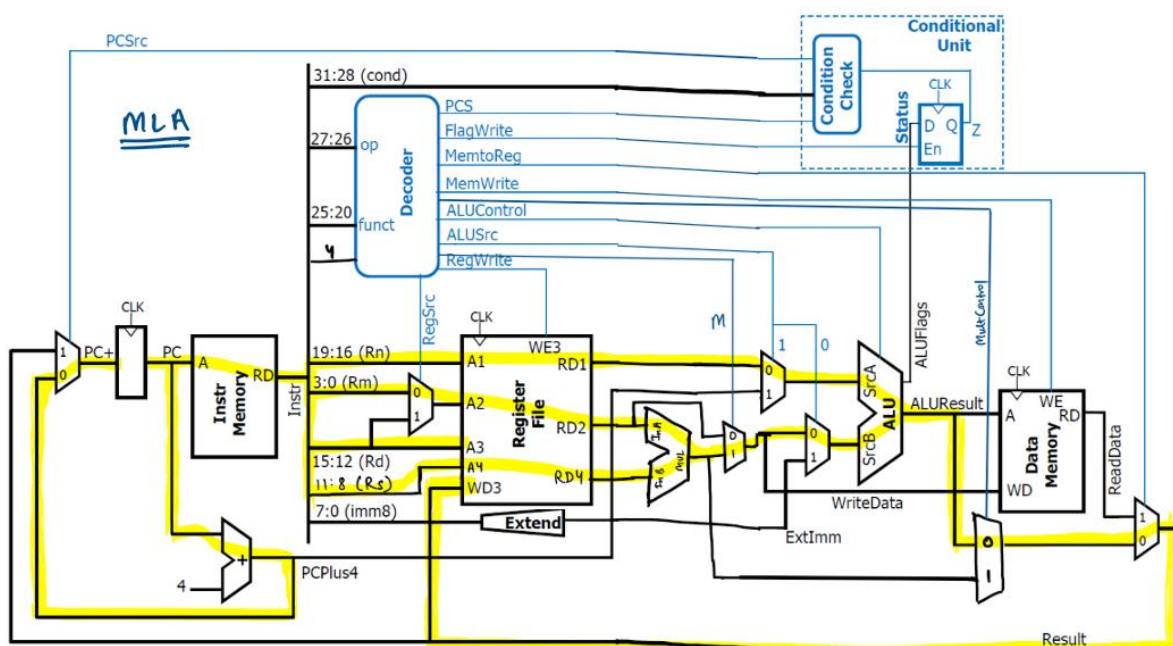 PCSrc
Conditional
Unit
31:28 (cond)
Condition
Check
CLK
MLA
PCS
Status
D Q
Z
En
FlagWrite
27:26
op
MemtoReg
Decoder
MemWrite
ALUControl
25:20
funct
ALUSrc
4
RegWrite
RegSrc
M
ALUFlags
MultControl
CLK
CLK
CLK
1
PC+
PC
0
A
RD
Instr
Memory
Instr
19:16 (Rn)
A1
WE3
RD1
1
0
0
1
SrcA
ALU
SrcB
ALUResult
A
WE
RD
Data
Memory
WD
ReadData
3:0 (Rm)
0
1
A2
Register
File
RD2
InA
InB
MUL
0
1
0
1
A3
15:12 (Rd)
A4
RD4
11:8 (Rs)
WD3
WriteData
7:0 (imm8)
Extend
ExtImm
0
1
1
0
+
4
PCPlus4
Result